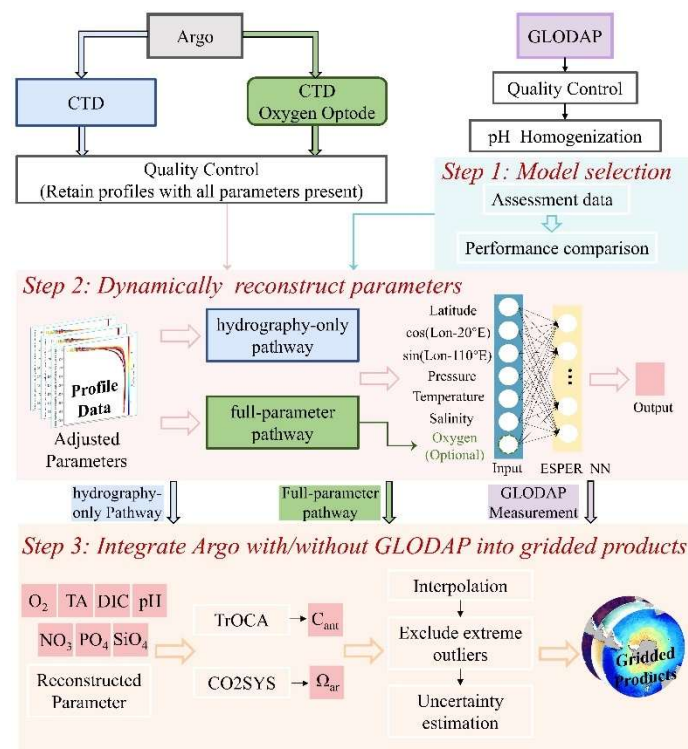 Argo
GLODAP
CTD
CTD
Oxygen Optode
Quality Control
pH Homogenization
Quality Control
(Retain profiles with all parameters present)
Step 1: Model selection
Assessment data
Performance comparison
Step 2: Dynamically reconstruct parameters
Profile
Data
Adjusted
Parameters
hydrography-only
pathway
full-parameter
pathway
Latitude
cos(Lon-20°E)
sin(Lon-110°E)
Pressure
Temperature
Salinity
Oxygen
(Optional)
Input
ESPER_NN
Output
hydrography-
only Pathway
Full-parameter
pathway
GLODAP
Measurement
Step 3: Integrate Argo with/without GLODAP into gridded products
O₂ TA DIC pH
NO₃ PO₄ SiO₄
Reconstructed
Parameter
TrOCA
Cant
CO2SYS
Ωar
Interpolation
Exclude extreme
outliers
Uncertainty
estimation
Gridded
Products